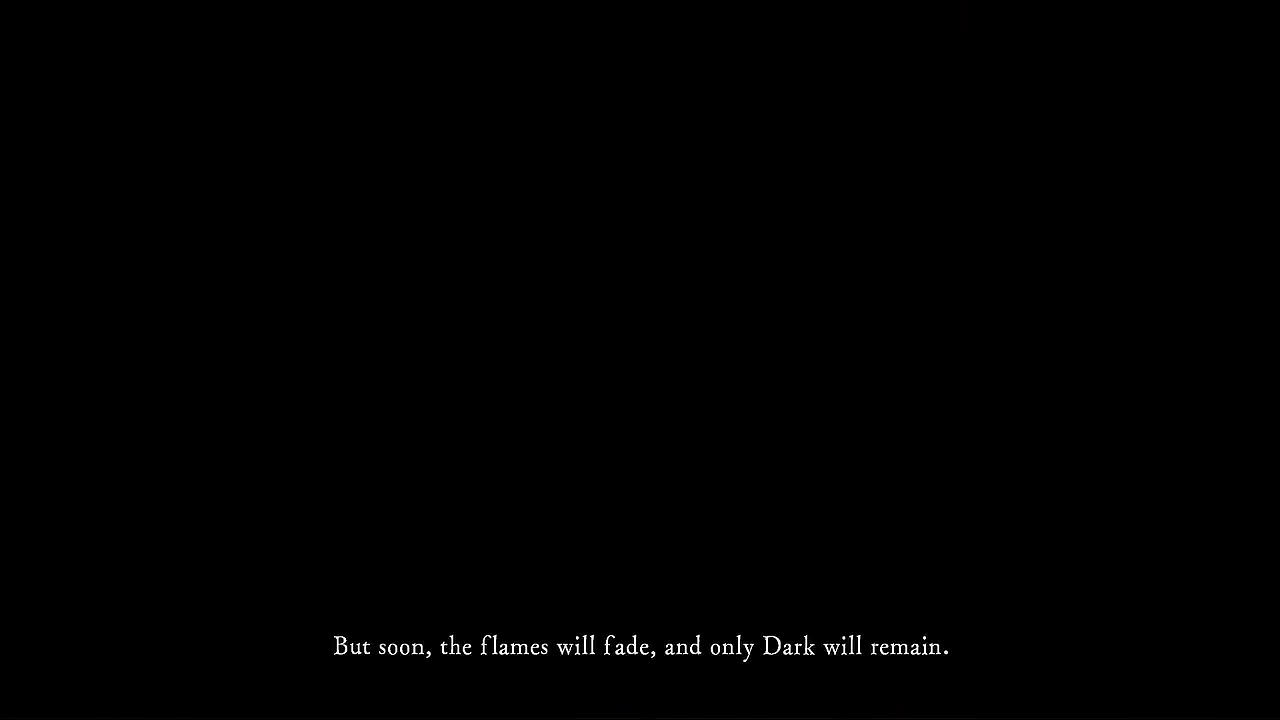 But soon, the flames will fade, and only Dark will remain.